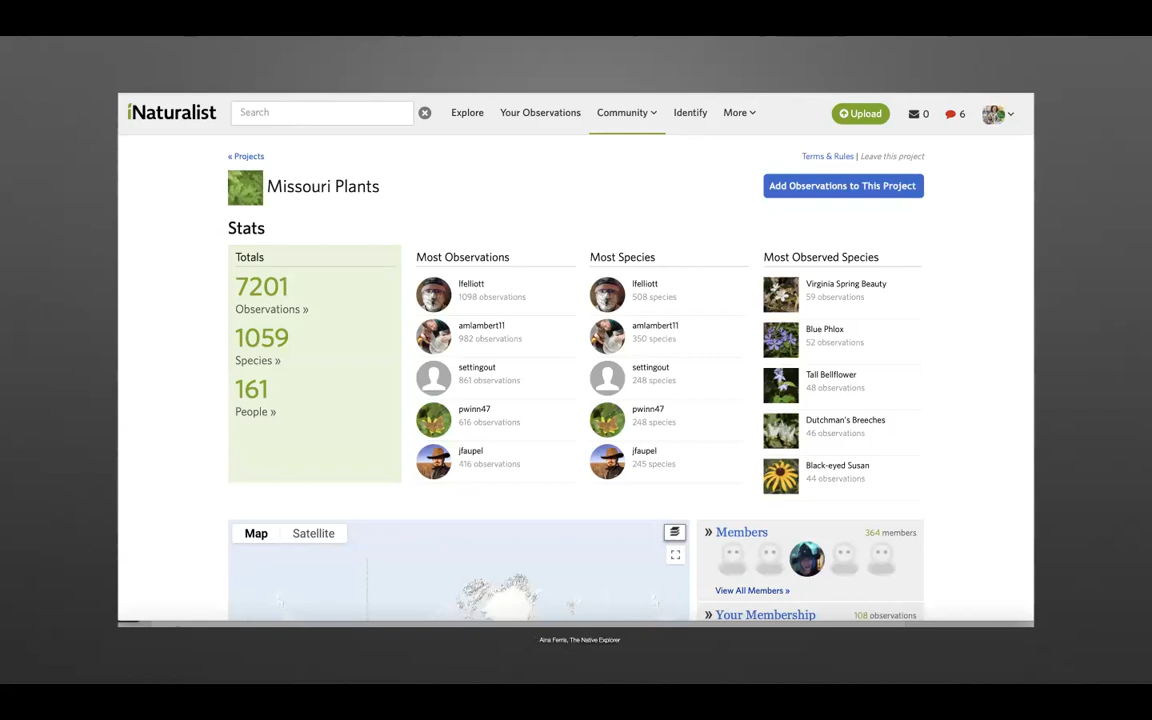 iNaturalist Search Explore Your Observations Community Identify More Upload 0 6
« Projects Terms & Rules | Leave this project
Missouri Plants Add Observations to This Project
Stats
Totals
7201
Observations »
1059
Species »
161
People »
Most Observations
lfelliott
1098 observations
amlambert11
982 observations
settingout
861 observations
pwinn47
616 observations
jfaupel
416 observations
Most Species
lfelliott
508 species
amlambert11
350 species
settingout
248 species
pwinn47
248 species
jfaupel
245 species
Most Observed Species
Virginia Spring Beauty
59 observations
Blue Phlox
52 observations
Tall Bellflower
48 observations
Dutchman's Breeches
46 observations
Black-eyed Susan
44 observations
Map Satellite
» Members 364 members
View All Members »
» Your Membership 108 observations
Aina Ferris, The Native Explorer